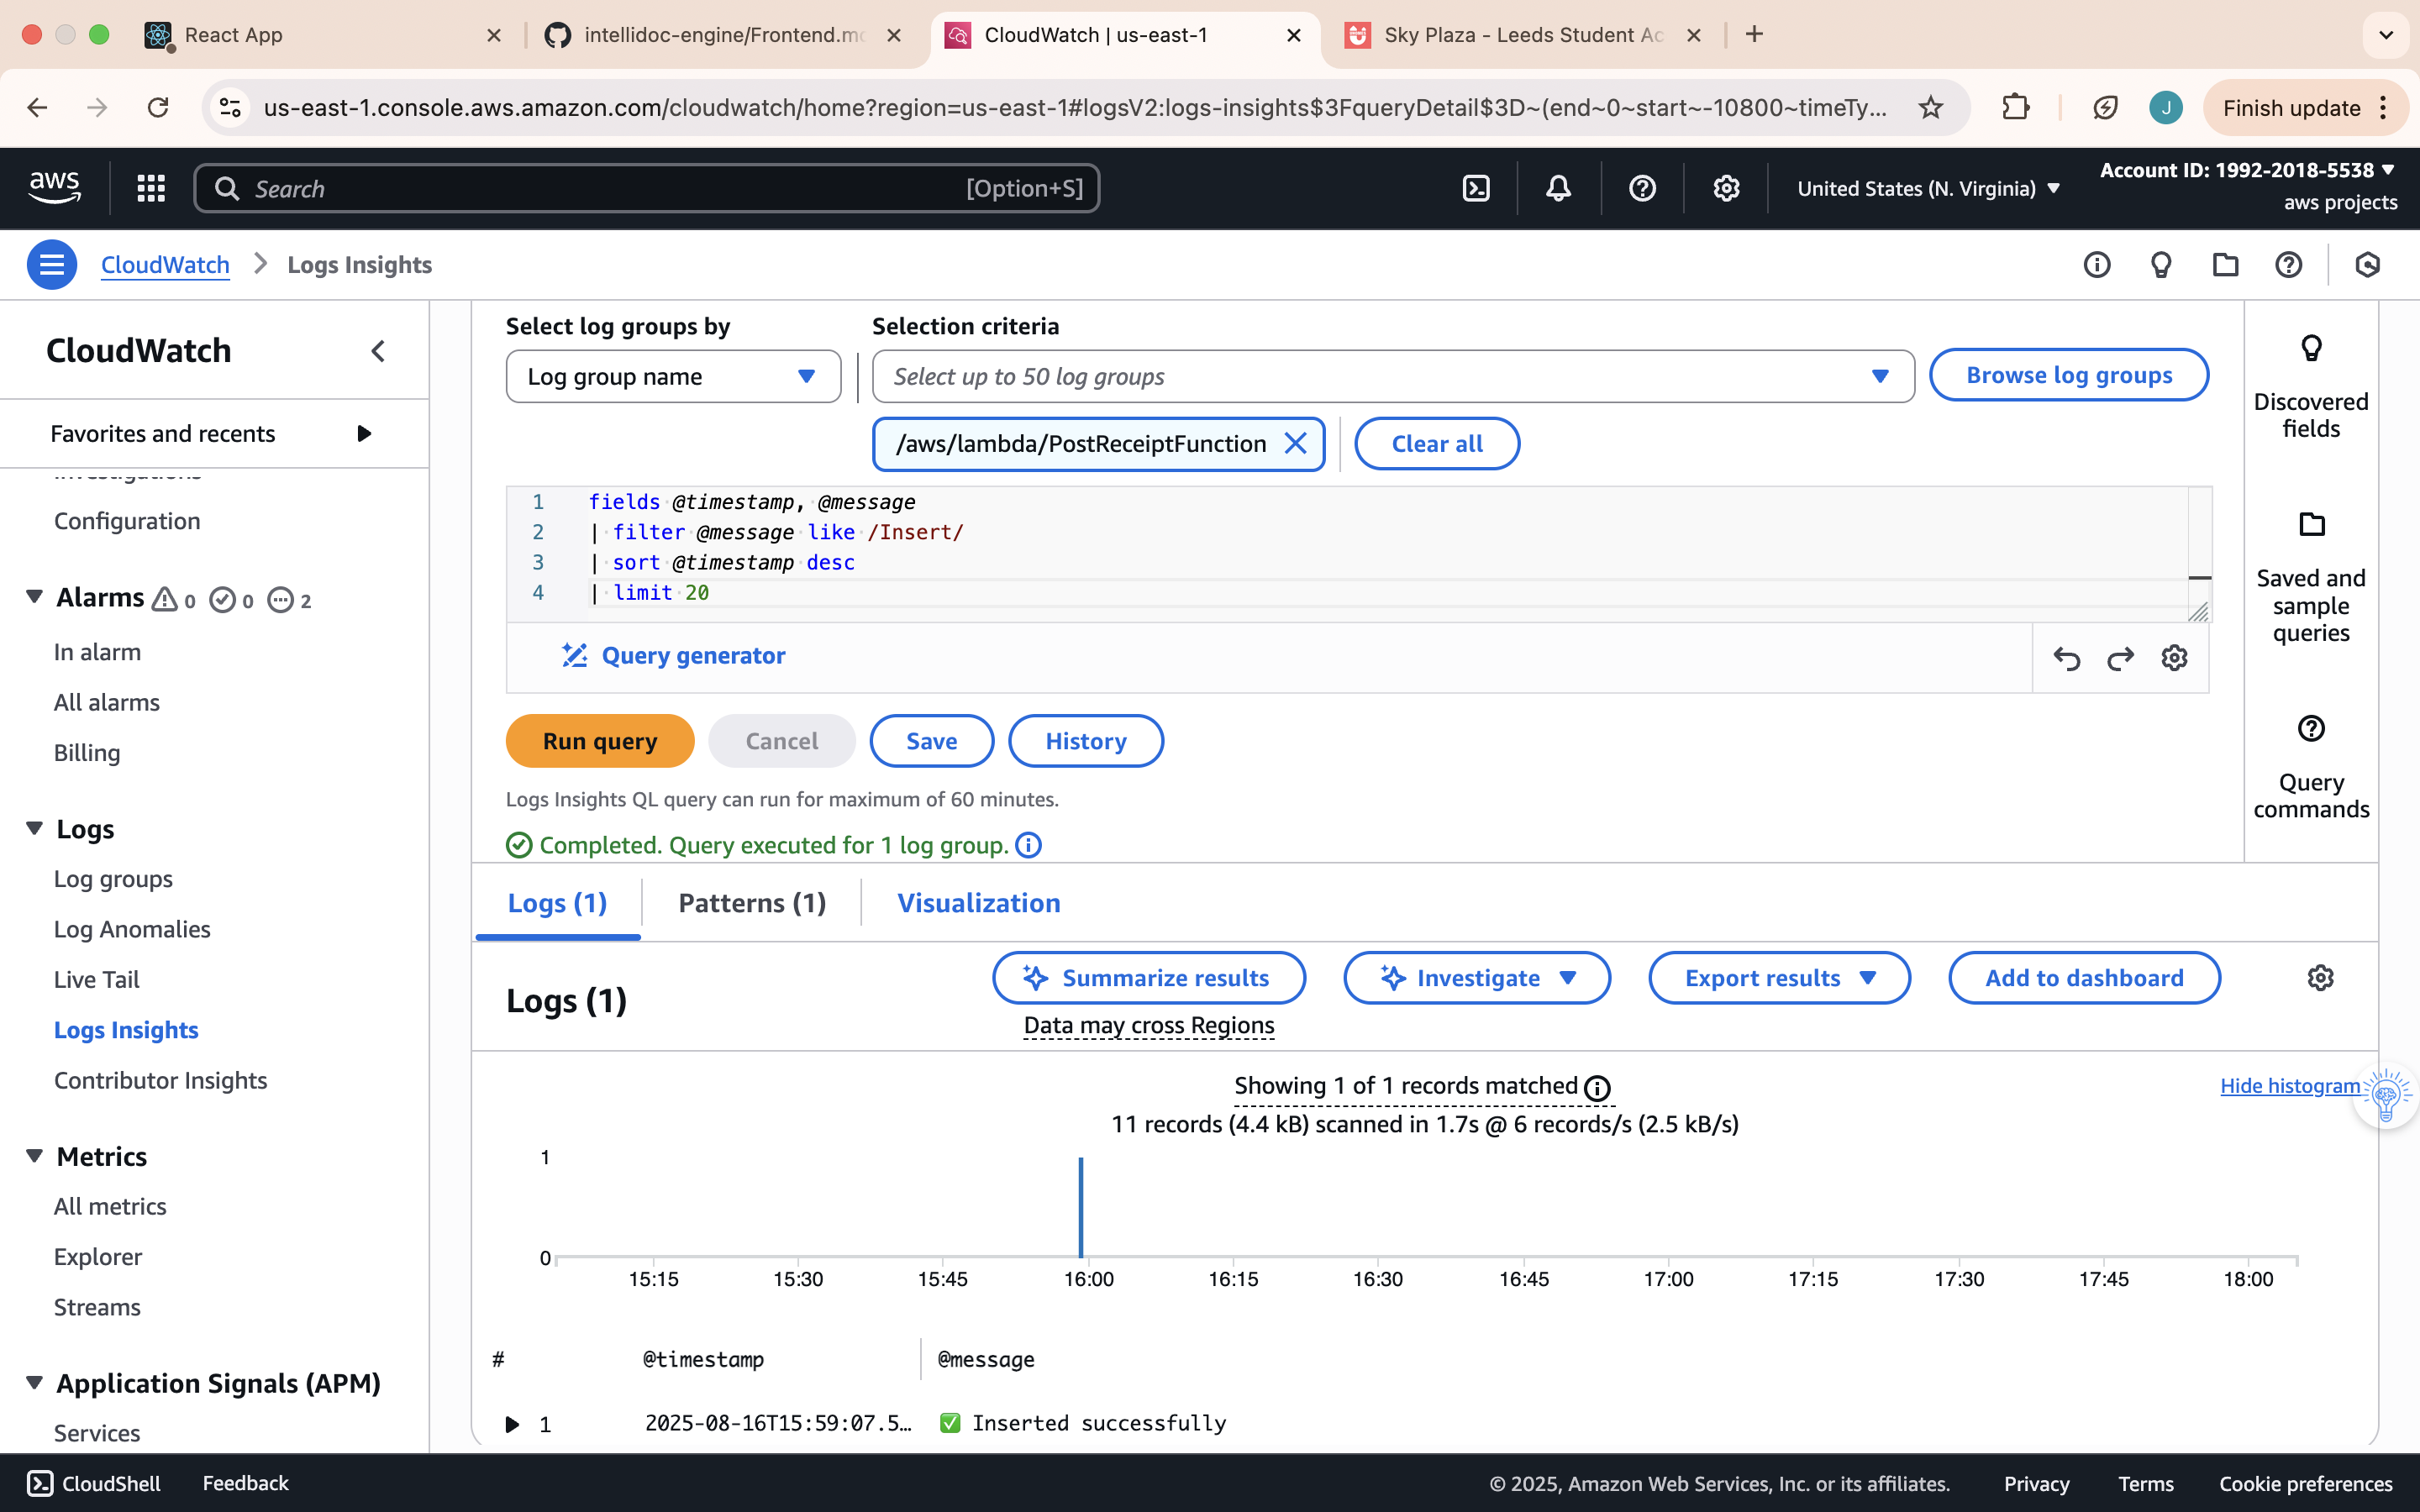 React App
intellidoc-engine/Frontend.mc
CloudWatch | us-east-1
Sky Plaza - Leeds Student Ac
us-east-1.console.aws.amazon.com/cloudwatch/home?region=us-east-1#logsV2:logs-insights$3FqueryDetail$3D~(end~0~start~-10800~timeTy...
J
Finish update
aws
Search
[Option+S]
United States (N. Virginia)
Account ID: 1992-2018-5538
aws projects
CloudWatch
Logs Insights
CloudWatch
Favorites and recents
Investigations
Configuration
Alarms 0 0 2
In alarm
All alarms
Billing
Logs
Log groups
Log Anomalies
Live Tail
Logs Insights
Contributor Insights
Metrics
All metrics
Explorer
Streams
Application Signals (APM)
Services
Select log groups by
Selection criteria
Log group name
Select up to 50 log groups
Browse log groups
/aws/lambda/PostReceiptFunction
Clear all
1 fields @timestamp, @message
2 | filter @message like /Insert/
3 | sort @timestamp desc
4 | limit 20
Query generator
Run query
Cancel
Save
History
Logs Insights QL query can run for maximum of 60 minutes.
Completed. Query executed for 1 log group.
Discovered
fields
Saved and
sample
queries
Query
commands
Logs (1)
Patterns (1)
Visualization
Logs (1)
Summarize results
Investigate
Export results
Add to dashboard
Data may cross Regions
Showing 1 of 1 records matched
Hide histogram
11 records (4.4 kB) scanned in 1.7s @ 6 records/s (2.5 kB/s)
1
0
15:15 15:30 15:45 16:00 16:15 16:30 16:45 17:00 17:15 17:30 17:45 18:00
# @timestamp @message
1 2025-08-16T15:59:07.5... ✅ Inserted successfully
CloudShell
Feedback
© 2025, Amazon Web Services, Inc. or its affiliates.
Privacy
Terms
Cookie preferences